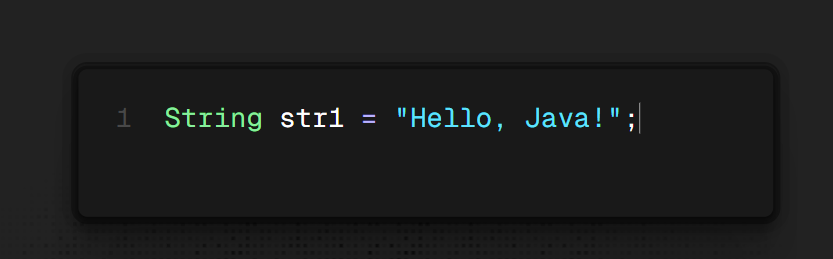 1 String str1 = "Hello, Java!";